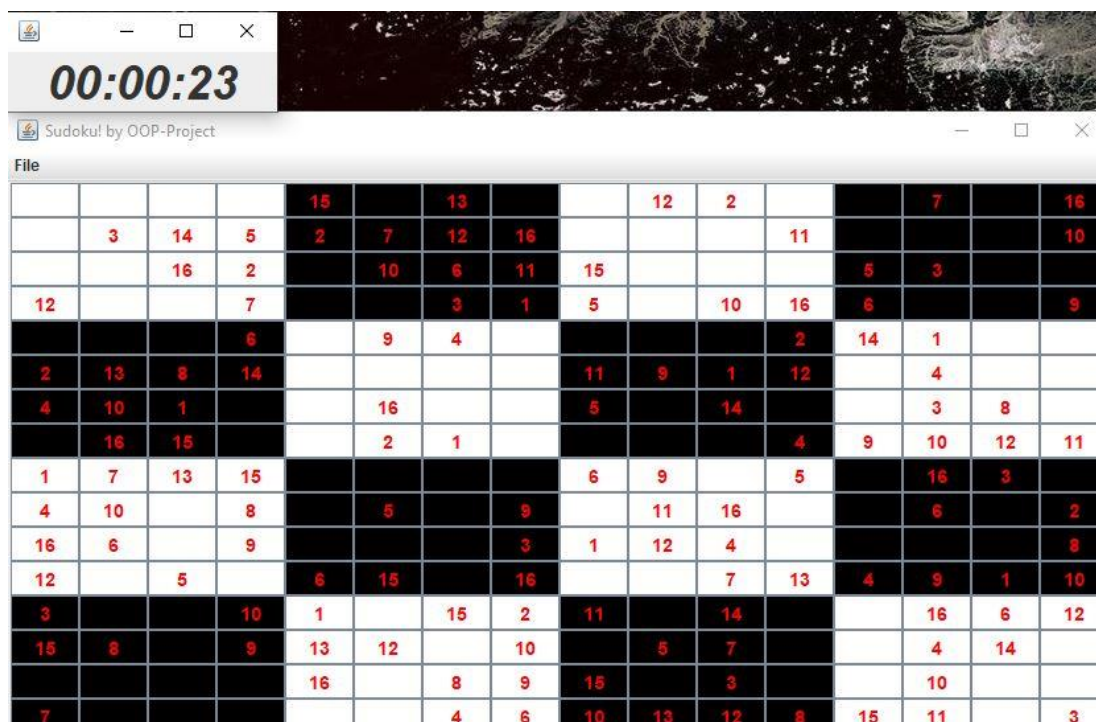 00:00:23
Sudoku! by OOP-Project
File
15 13 12 2 7 16
3 14 5 2 7 12 16 11 10
16 2 10 6 11 15 5 3
12 7 3 1 5 10 16 6 9
6 9 4 2 14 1
2 13 8 14 11 9 1 12 4
4 10 1 16 5 14 3 8
16 15 2 1 4 9 10 12 11
1 7 13 15 6 9 5 16 3
4 10 8 5 9 11 16 6 2
16 6 9 3 1 12 4 8
12 5 6 15 16 7 13 4 9 1 10
3 10 1 15 2 11 14 16 6 12
15 8 9 13 12 10 5 7 4 14
16 8 9 15 3 10
7 4 6 10 13 12 8 15 11 3